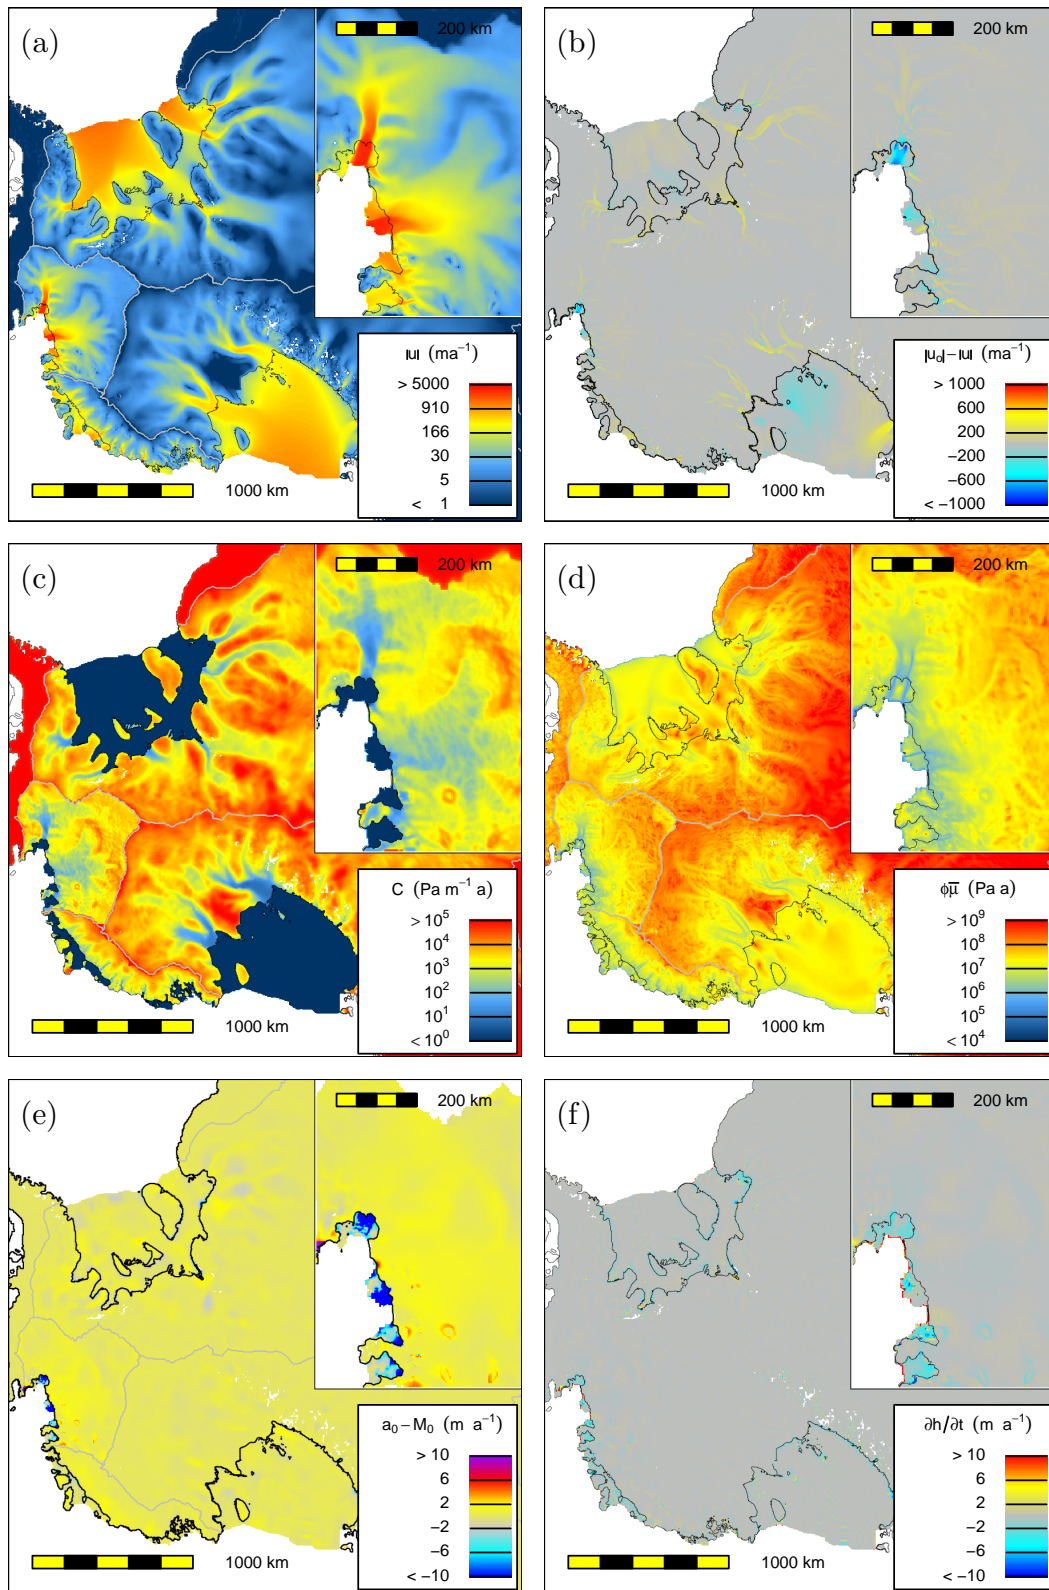 (a)
200 km
|u| (ma⁻¹)
> 5000
910
166
30
5
< 1
1000 km
(b)
200 km
|u₀|−|u| (ma⁻¹)
> 1000
600
200
−200
−600
< −1000
1000 km
(c)
200 km
C (Pa m⁻¹ a)
> 10⁵
10⁴
10³
10²
10¹
< 10⁰
1000 km
(d)
200 km
ϕμ̅ (Pa a)
> 10⁹
10⁸
10⁷
10⁶
10⁵
< 10⁴
1000 km
(e)
200 km
a₀−M₀ (m a⁻¹)
> 10
6
2
−2
−6
< −10
1000 km
(f)
200 km
∂h/∂t (m a⁻¹)
> 10
6
2
−2
−6
< −10
1000 km